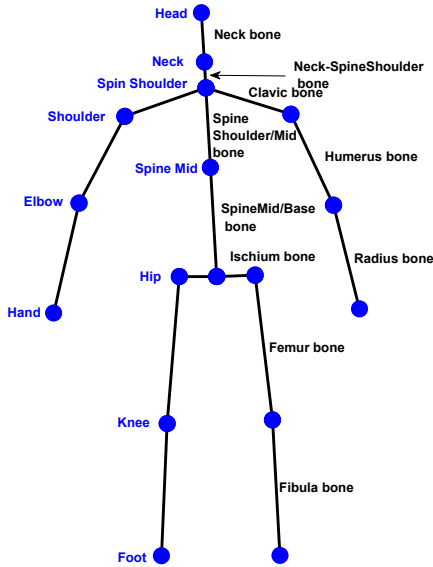 Head
Neck bone
Neck
Neck-SpineShoulder
bone
Spin Shoulder
Clavic bone
Shoulder
Spine
Shoulder/Mid
bone
Humerus bone
Spine Mid
Elbow
SpineMid/Base
bone
Ischium bone
Radius bone
Hip
Hand
Femur bone
Knee
Fibula bone
Foot